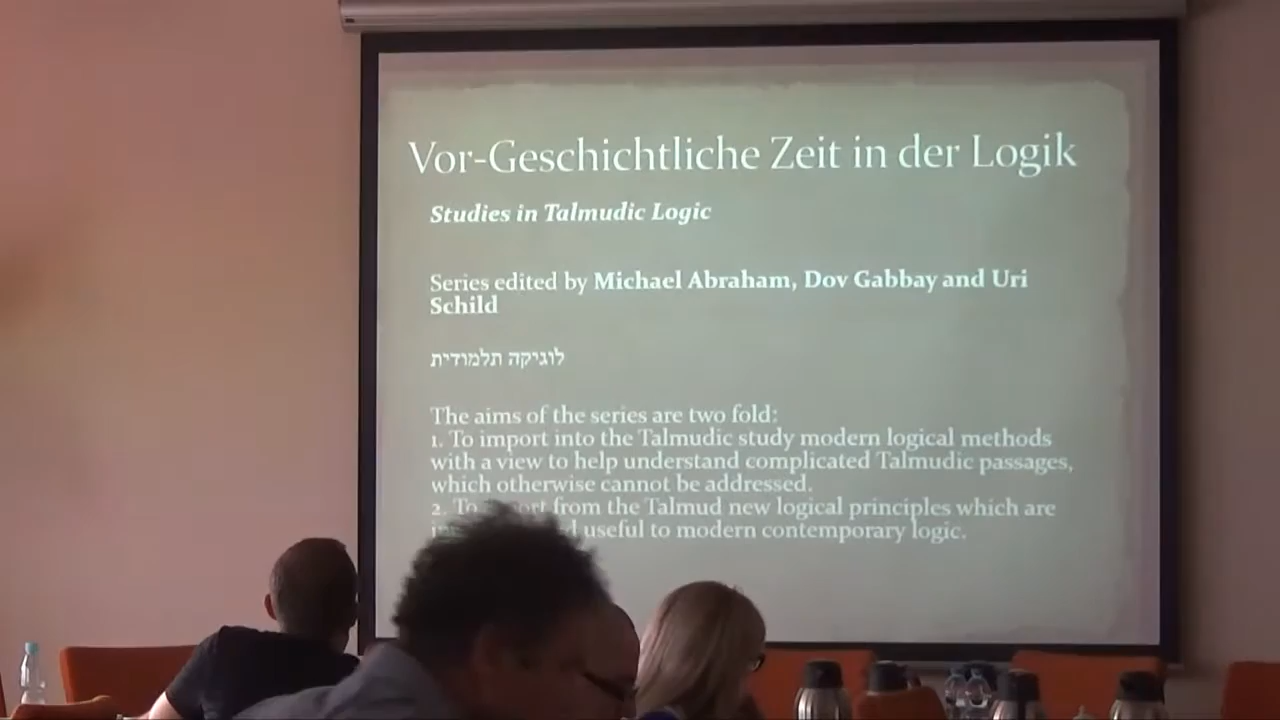 Vor-Geschichtliche Zeit in der Logik
Studies in Talmudic Logic
Series edited by Michael Abraham, Dov Gabbay and Uri
Schild
לוגיקה תלמודית
The aims of the series are two fold:
1. To import into the Talmudic study modern logical methods
with a view to help understand complicated Talmudic passages,
which otherwise cannot be addressed.
2. To from the Talmud new logical principles which are
useful to modern contemporary logic.